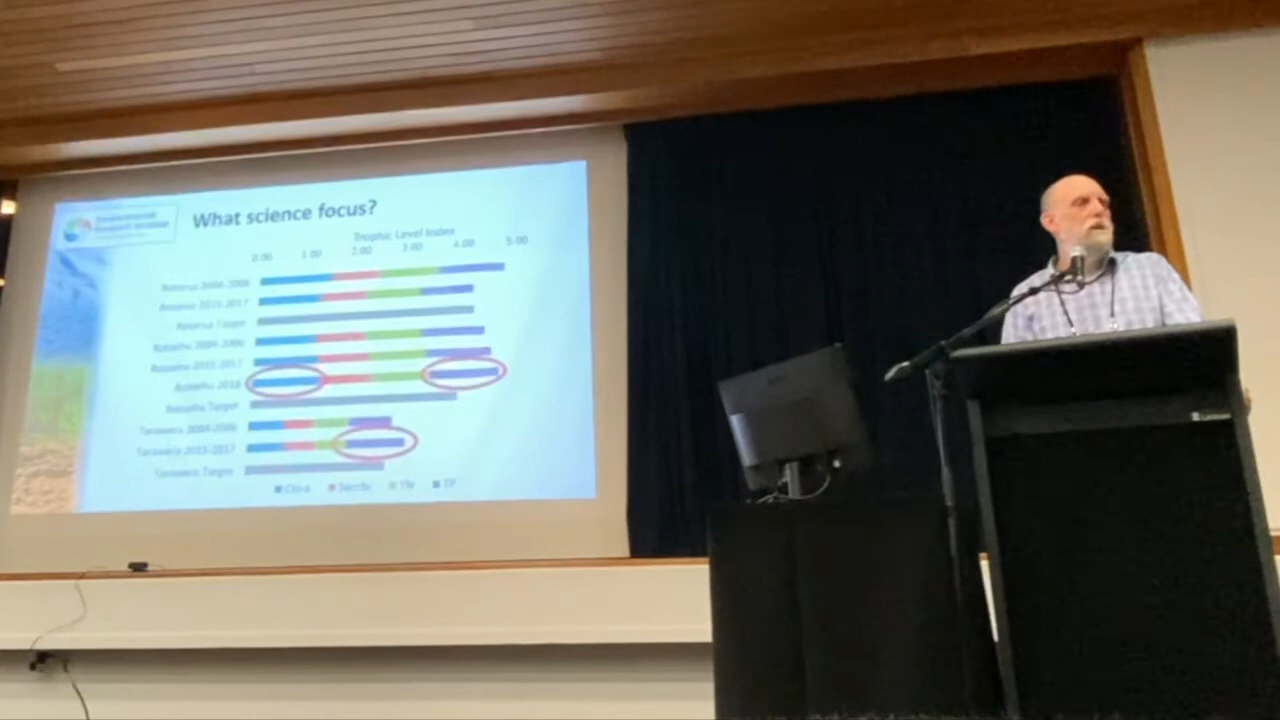 What science focus?
Trophic Level Index
0.00 1.00 2.00 3.00 4.00 5.00
Rotorua 2004-2006
Rotorua 2015-2017
Rotorua Target
Rotoehu 2004-2006
Rotoehu 2015-2017
Rotoehu 2018
Rotoehu Target
Tarawera 2004-2006
Tarawera 2015-2017
Tarawera Target
Chl-a Secchi TN TP